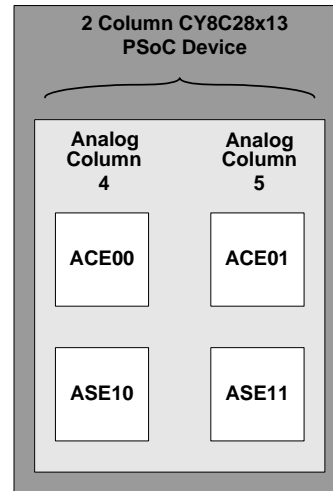 2 Column CY8C28x13
PSoC Device
Analog
Column
4
Analog
Column
5
ACE00
ACE01
ASE10
ASE11